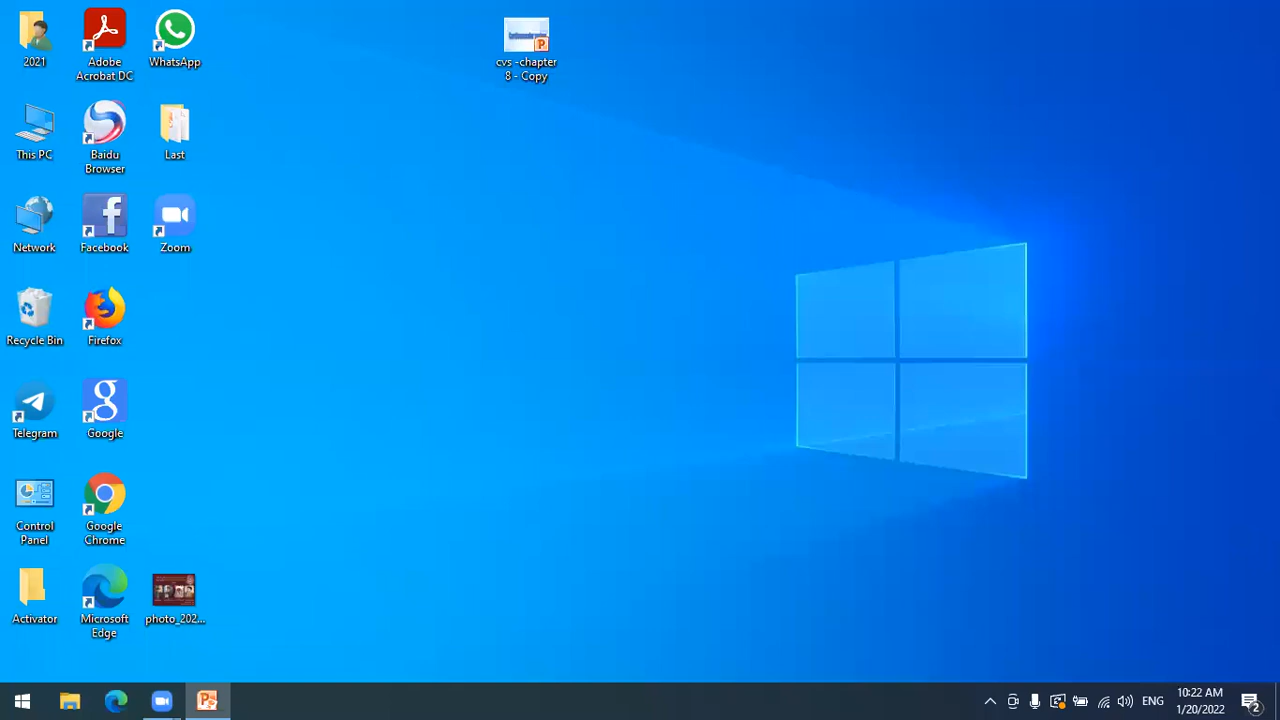 2021
Adobe
Acrobat DC
WhatsApp
cvs -chapter
8 - Copy
This PC
Baidu
Browser
Last
Network
Facebook
Zoom
Recycle Bin
Firefox
Telegram
Google
Control
Panel
Google
Chrome
Activator
Microsoft
Edge
photo_202...
ENG
10:22 AM
1/20/2022
2